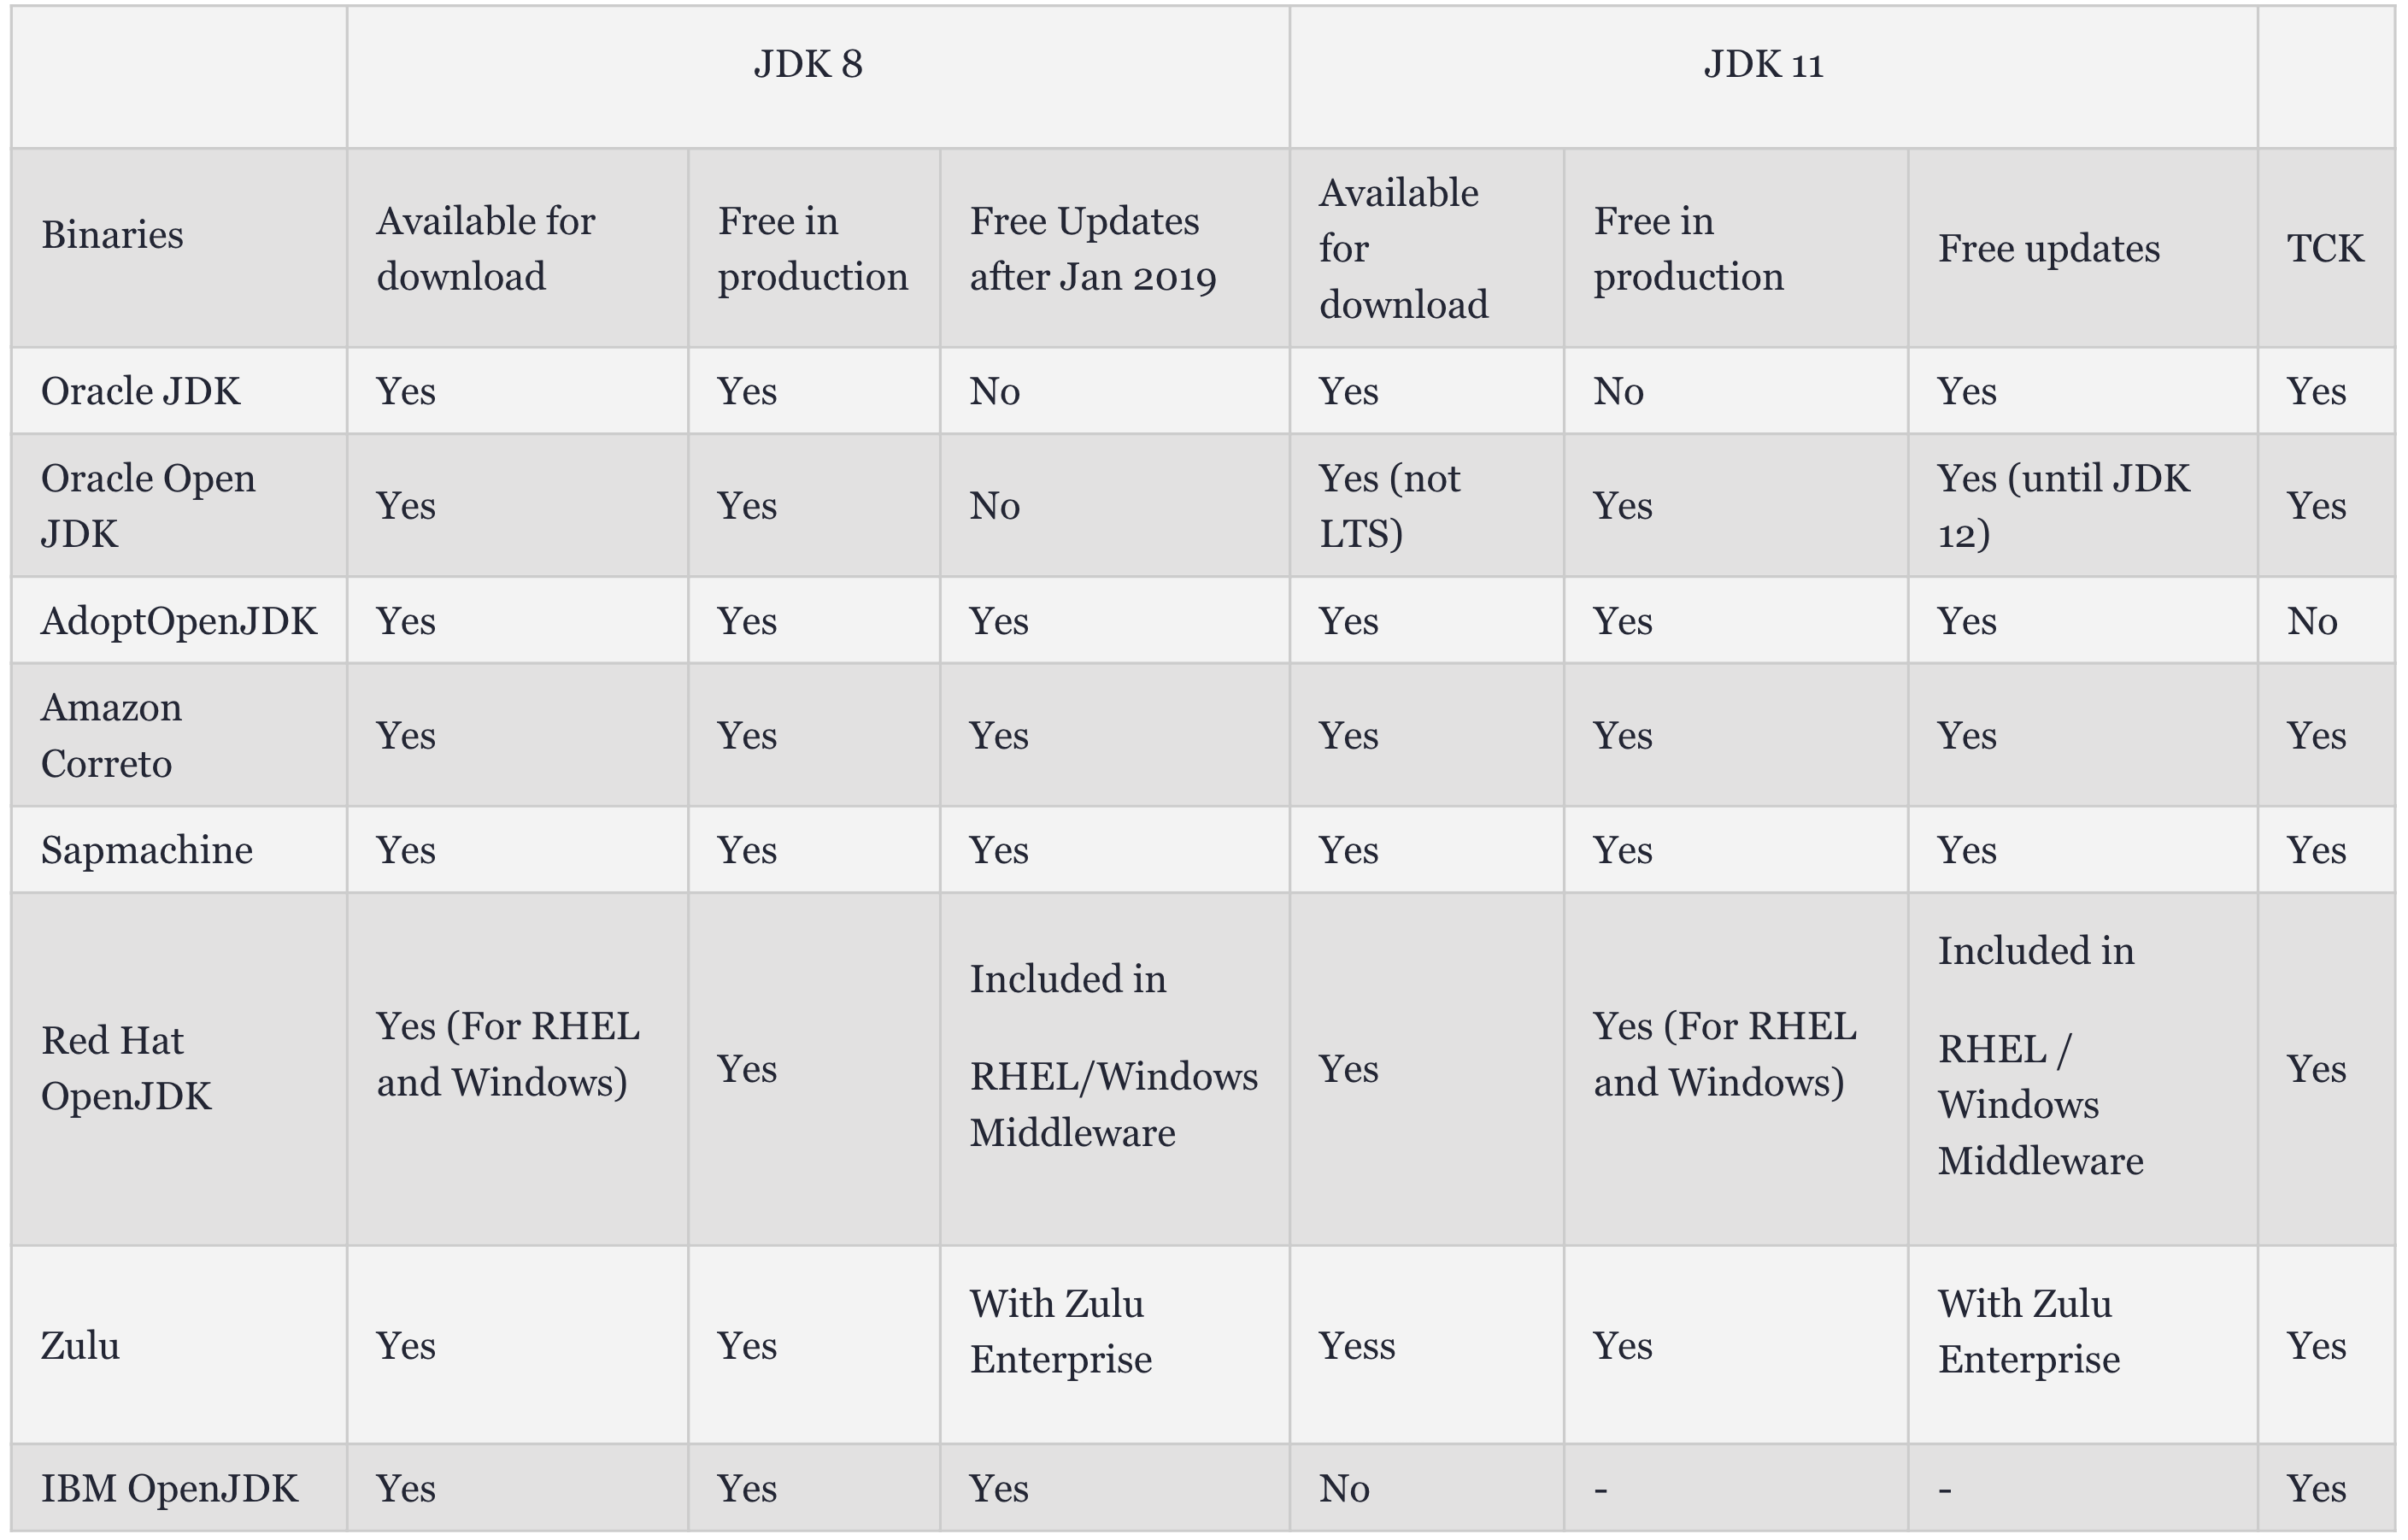 JDK 8
JDK 11
Binaries
Available for
download
Free in
production
Free Updates
after Jan 2019
Available
for
download
Free in
production
Free updates
TCK
Oracle JDK
Yes
Yes
No
Yes
No
Yes
Yes
Oracle Open
JDK
Yes
Yes
No
Yes (not
LTS)
Yes
Yes (until JDK
12)
Yes
AdoptOpenJDK
Yes
Yes
Yes
Yes
Yes
Yes
No
Amazon
Correto
Yes
Yes
Yes
Yes
Yes
Yes
Yes
Sapmachine
Yes
Yes
Yes
Yes
Yes
Yes
Yes
Red Hat
OpenJDK
Yes (For RHEL
and Windows)
Yes
Included in
RHEL/Windows
Middleware
Yes
Yes (For RHEL
and Windows)
Included in
RHEL /
Windows
Middleware
Yes
Zulu
Yes
Yes
With Zulu
Enterprise
Yess
Yes
With Zulu
Enterprise
Yes
IBM OpenJDK
Yes
Yes
Yes
No
-
-
Yes